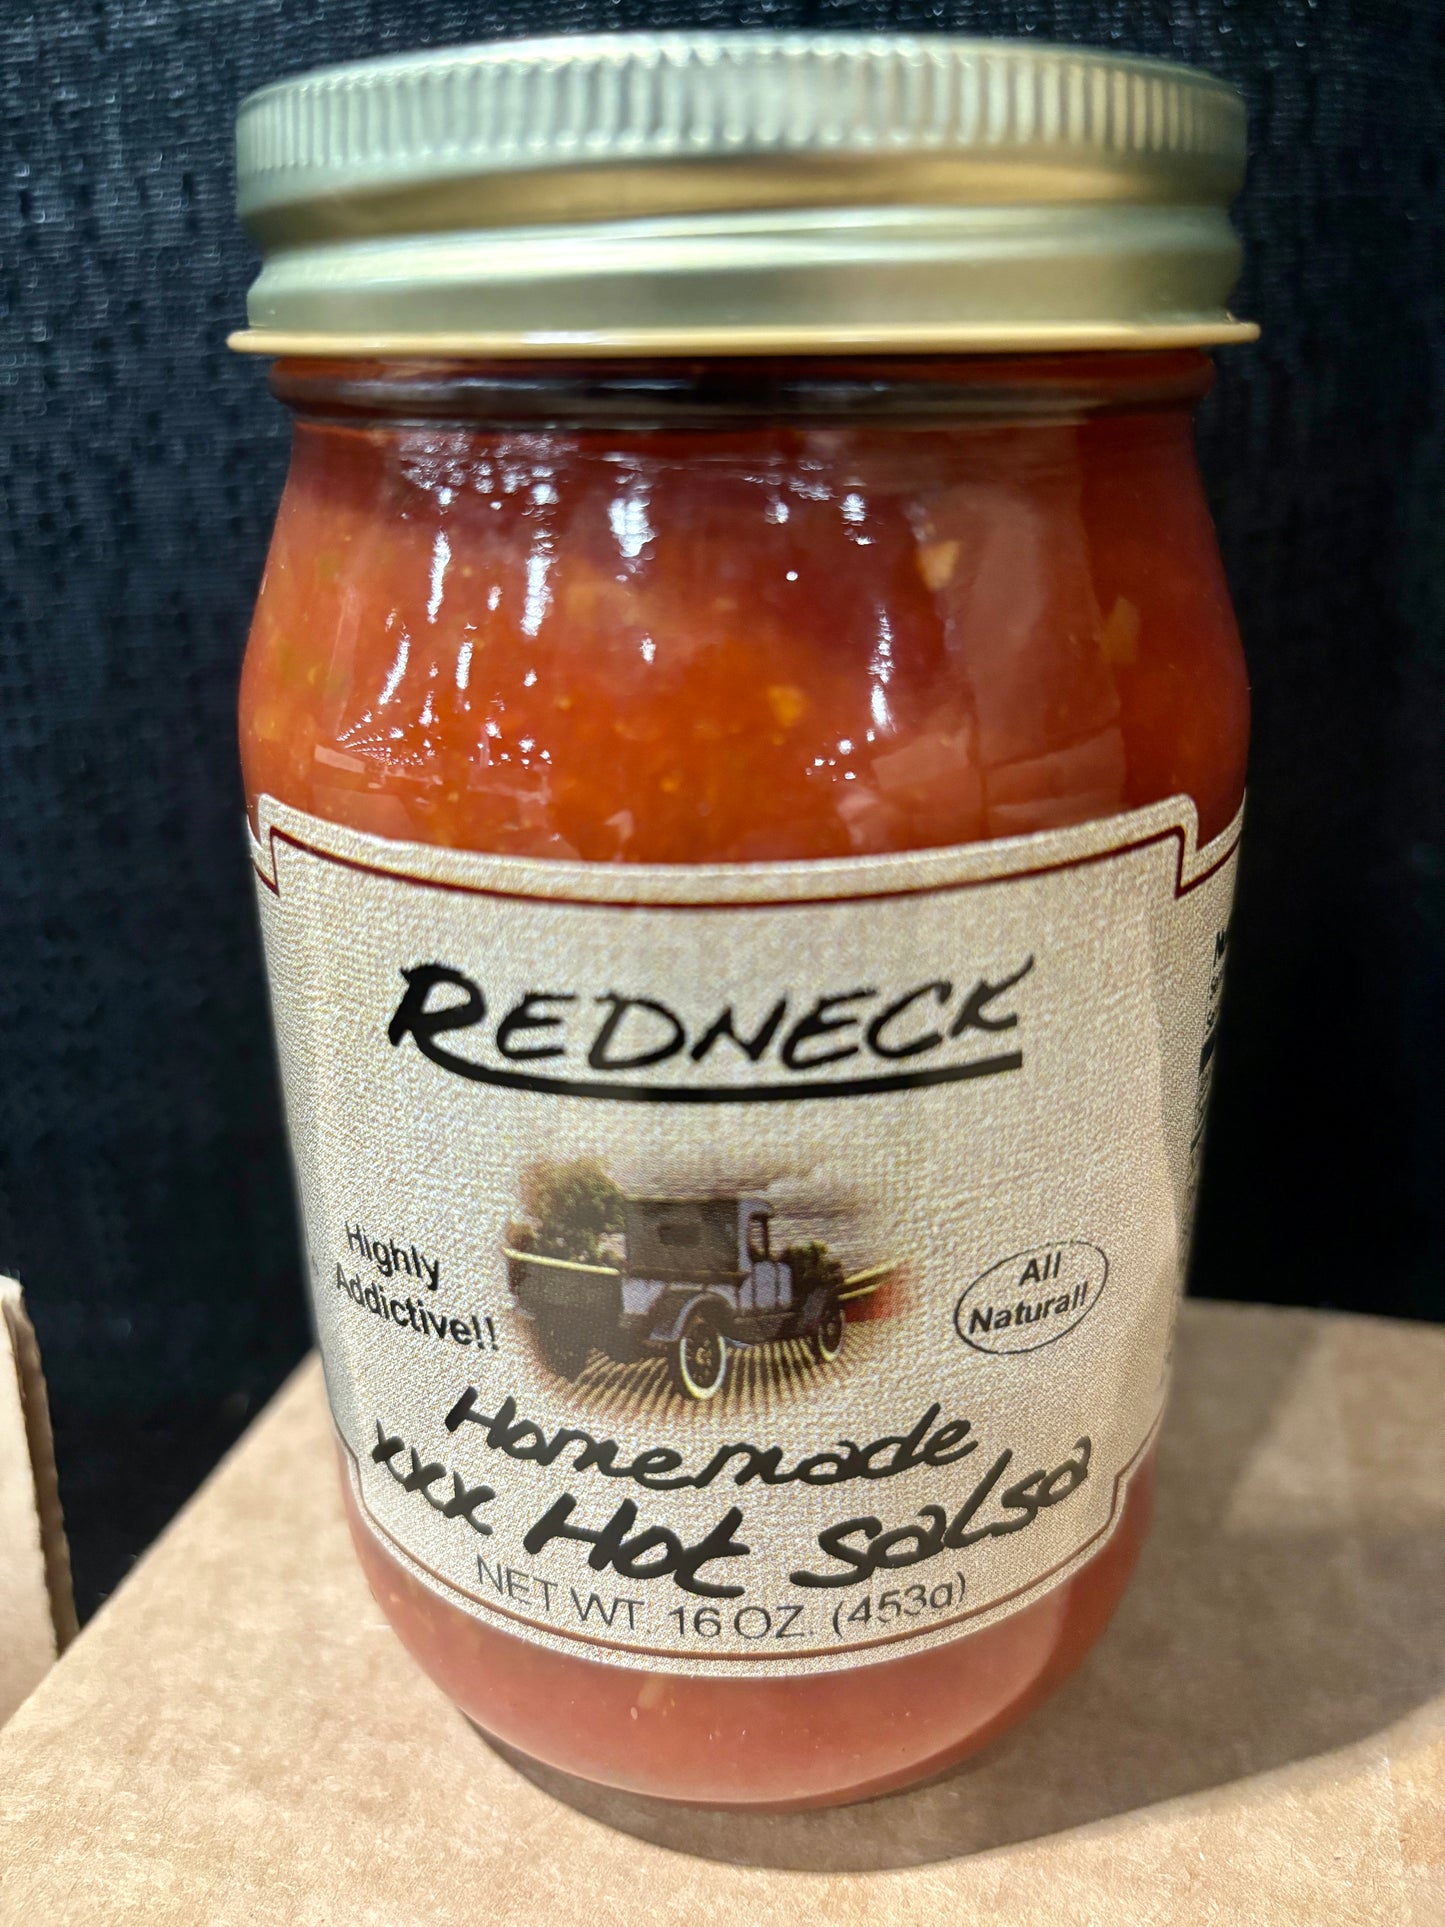 REDNECK
Highly
Addictive!!
All
Natural!
Homemade
xxx Hot Salsa
NET WT. 16 OZ. (453g)